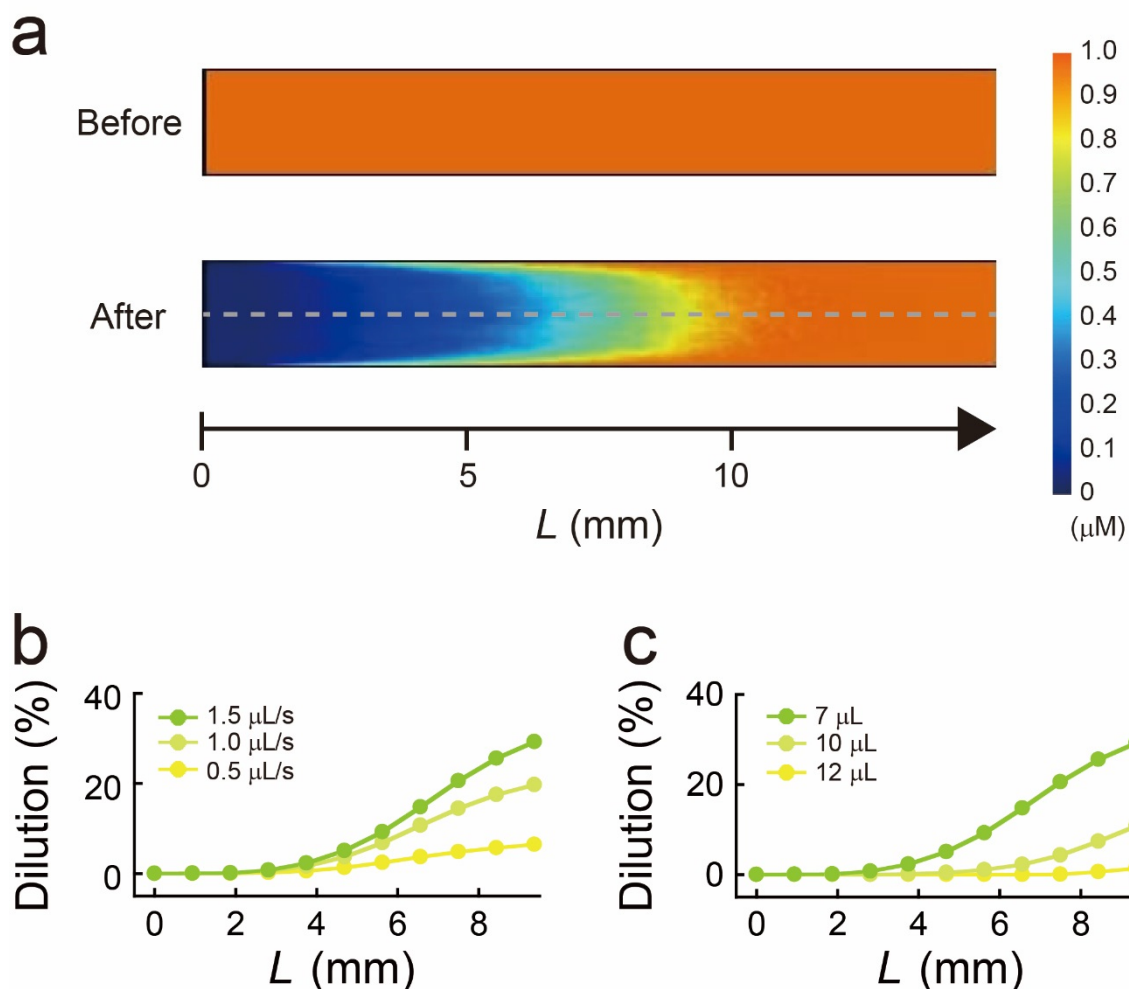 a
Before
After
0
5
10
L (mm)
1.0
0.9
0.8
0.7
0.6
0.5
0.4
0.3
0.2
0.1
0
(μM)
b
Dilution (%)
40
20
0
1.5 μL/s
1.0 μL/s
0.5 μL/s
0 2 4 6 8
L (mm)
c
Dilution (%)
40
20
0
7 μL
10 μL
12 μL
0 2 4 6 8
L (mm)